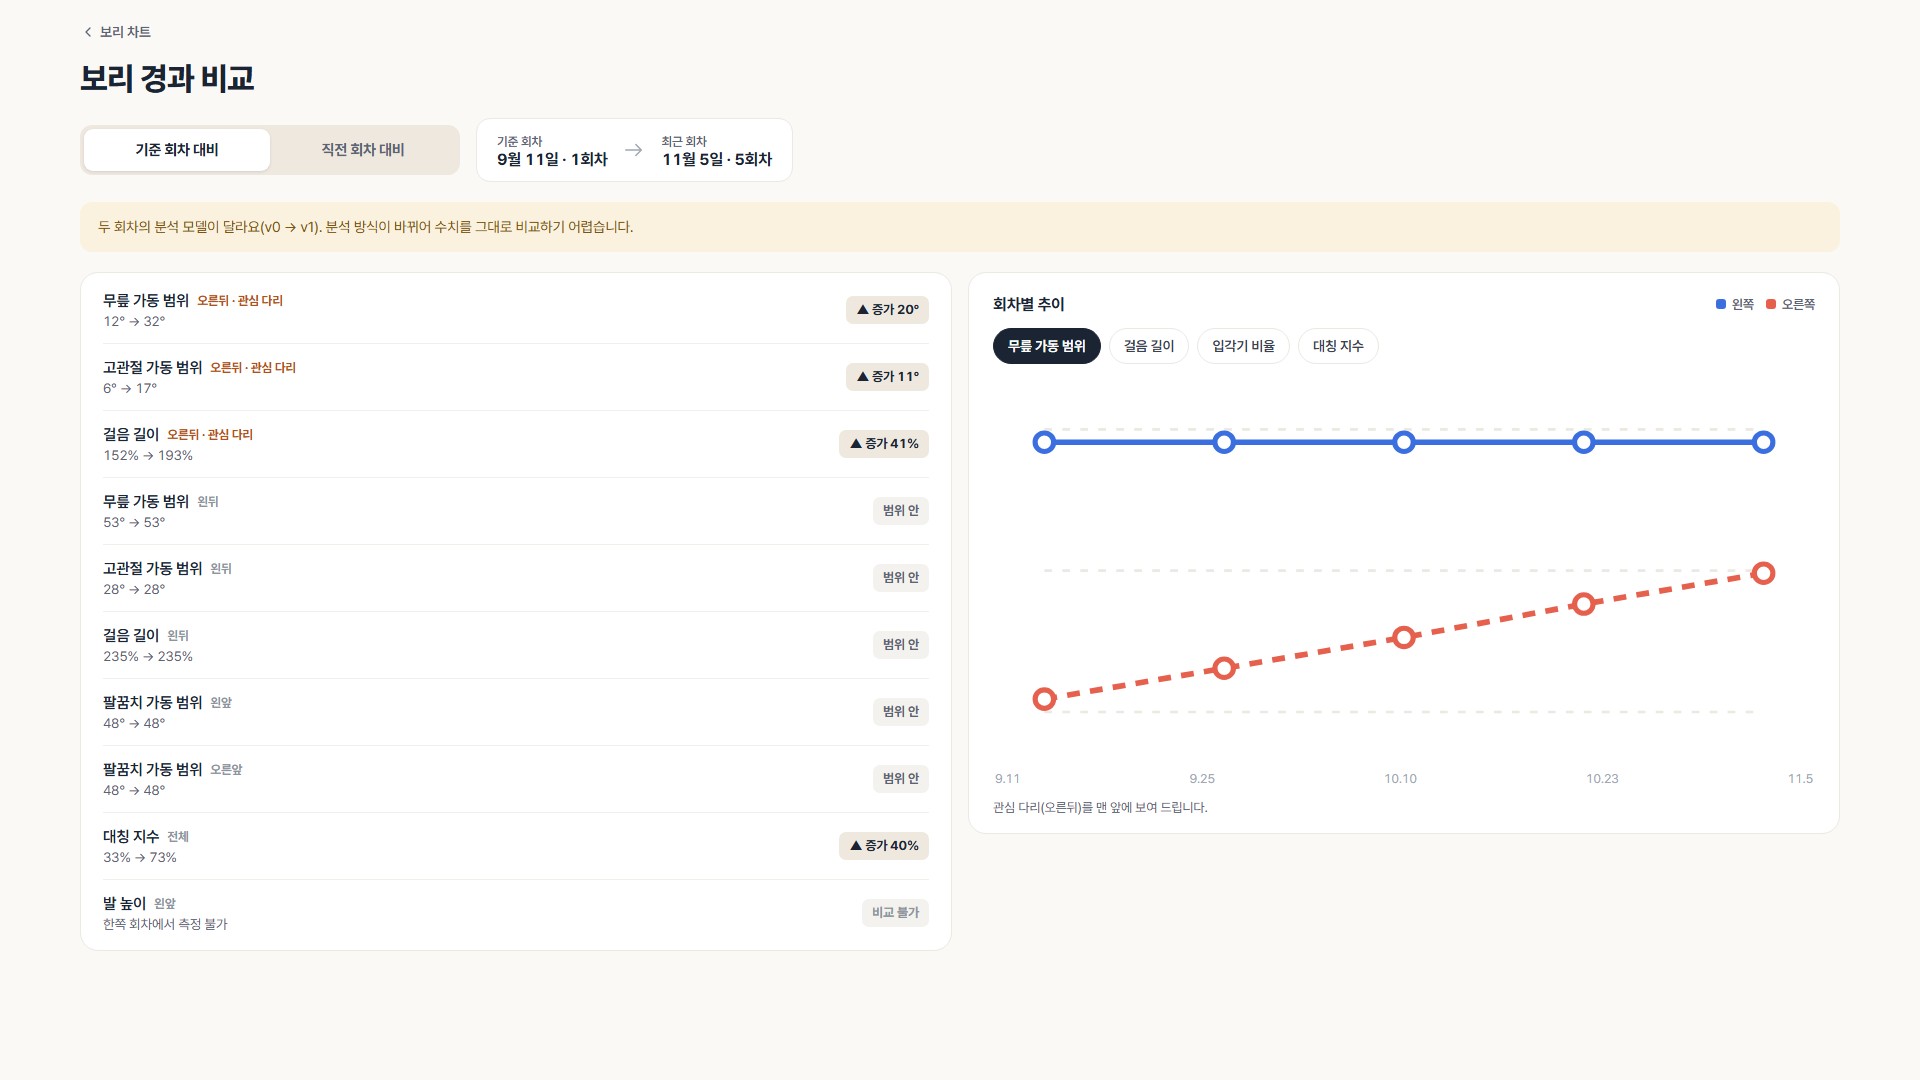 보리 차트
보리 경과 비교
기준 회차 대비
직전 회차 대비
기준 회차
9월 11일 · 1회차
→
최근 회차
11월 5일 · 5회차
두 회차의 분석 모델이 달라요(v0 → v1). 분석 방식이 바뀌어 수치를 그대로 비교하기 어렵습니다.
무릎 가동 범위 오른뒤 · 관심 다리
12° → 32°
▲ 증가 20°
고관절 가동 범위 오른뒤 · 관심 다리
6° → 17°
▲ 증가 11°
걸음 길이 오른뒤 · 관심 다리
152% → 193%
▲ 증가 41%
무릎 가동 범위 왼뒤
53° → 53°
범위 안
고관절 가동 범위 왼뒤
28° → 28°
범위 안
걸음 길이 왼뒤
235% → 235%
범위 안
팔꿈치 가동 범위 왼앞
48° → 48°
범위 안
팔꿈치 가동 범위 오른앞
48° → 48°
범위 안
대칭 지수 전체
33% → 73%
▲ 증가 40%
발 높이 왼앞
한쪽 회차에서 측정 불가
비교 불가
회차별 추이
왼쪽 오른쪽
무릎 가동 범위 걸음 길이 입각기 비율 대칭 지수
9.11 9.25 10.10 10.23 11.5
관심 다리(오른뒤)를 맨 앞에 보여 드립니다.